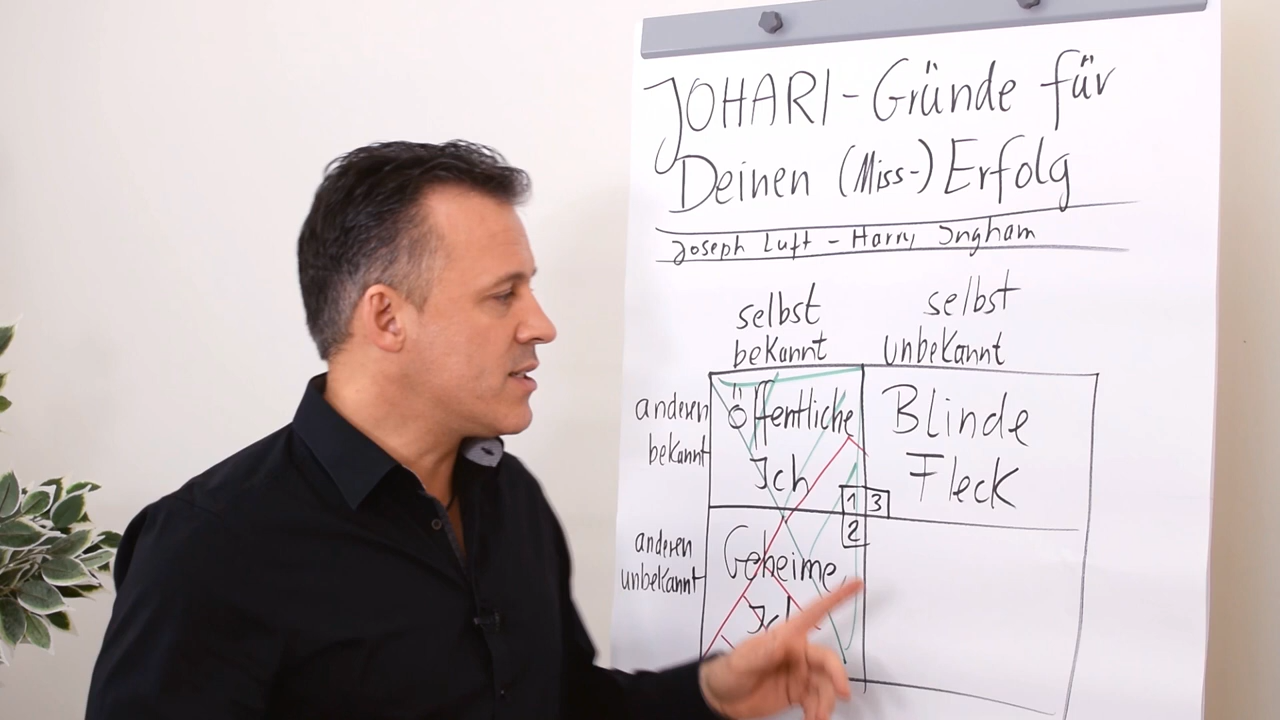 JOHARI - Gründe für
Deinen (Miss-) Erfolg
Joseph Luft - Harry Ingham
selbst bekannt
selbst unbekannt
anderen bekannt
Öffentliche
Ich
Blinde
Fleck
1 3
2
anderen unbekannt
Geheime
Ich